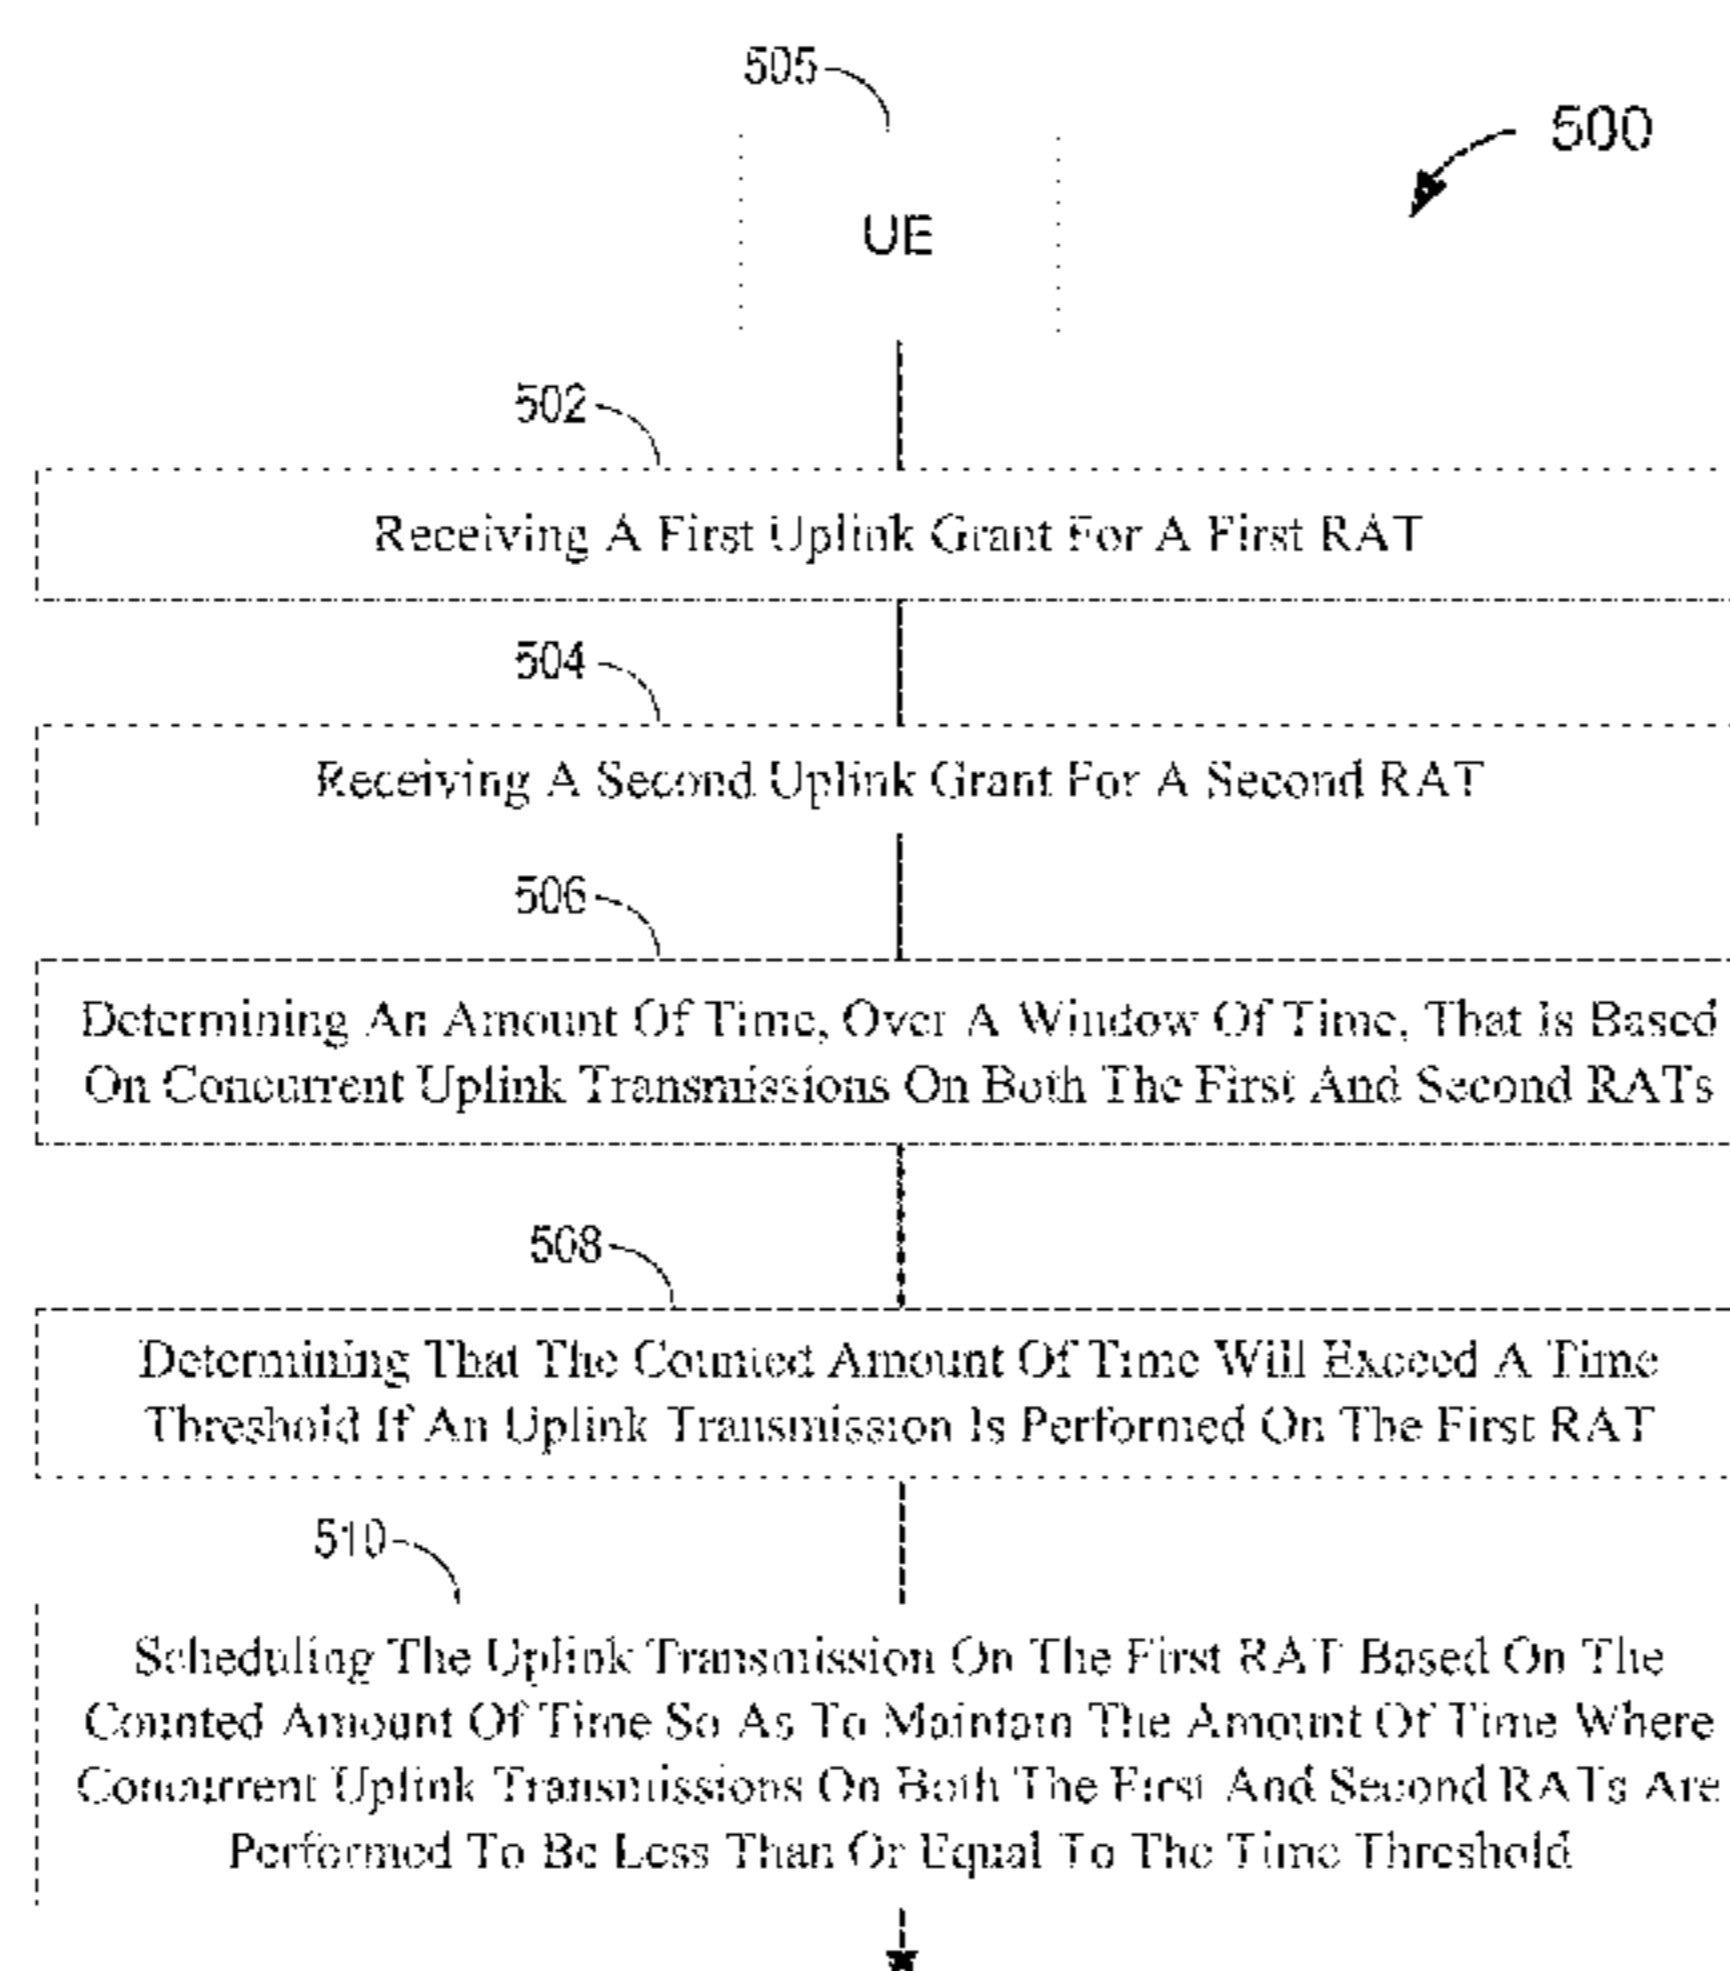 505
500
UE
502
Receiving A First Uplink Grant For A First RAT
504
Receiving A Second Uplink Grant For A Second RAT
506
Determining An Amount Of Time, Over A Window Of Time, That Is Based
On Concurrent Uplink Transmissions On Both The First And Second RATs
508
Determining That The Counted Amount Of Time Will Exceed A Time
Threshold If An Uplink Transmission Is Performed On The First RAT
510
Scheduling The Uplink Transmission On The First RAT Based On The
Counted Amount Of Time So As To Maintain The Amount Of Time Where
Concurrent Uplink Transmissions On Both The First And Second RATs Are
Performed To Be Less Than Or Equal To The Time Threshold